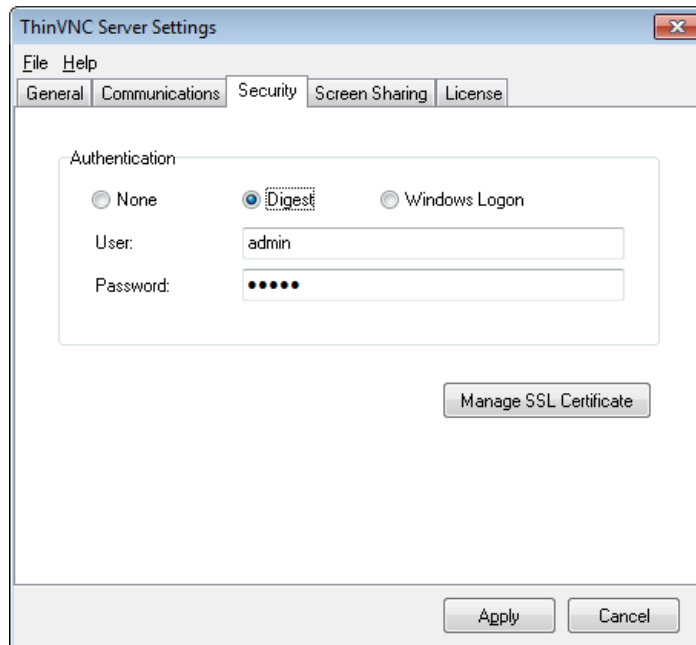 ThinVNC Server Settings
File Help
General Communications Security Screen Sharing License
Authentication
None Digest Windows Logon
User: admin
Password: •••••
Manage SSL Certificate
Apply Cancel